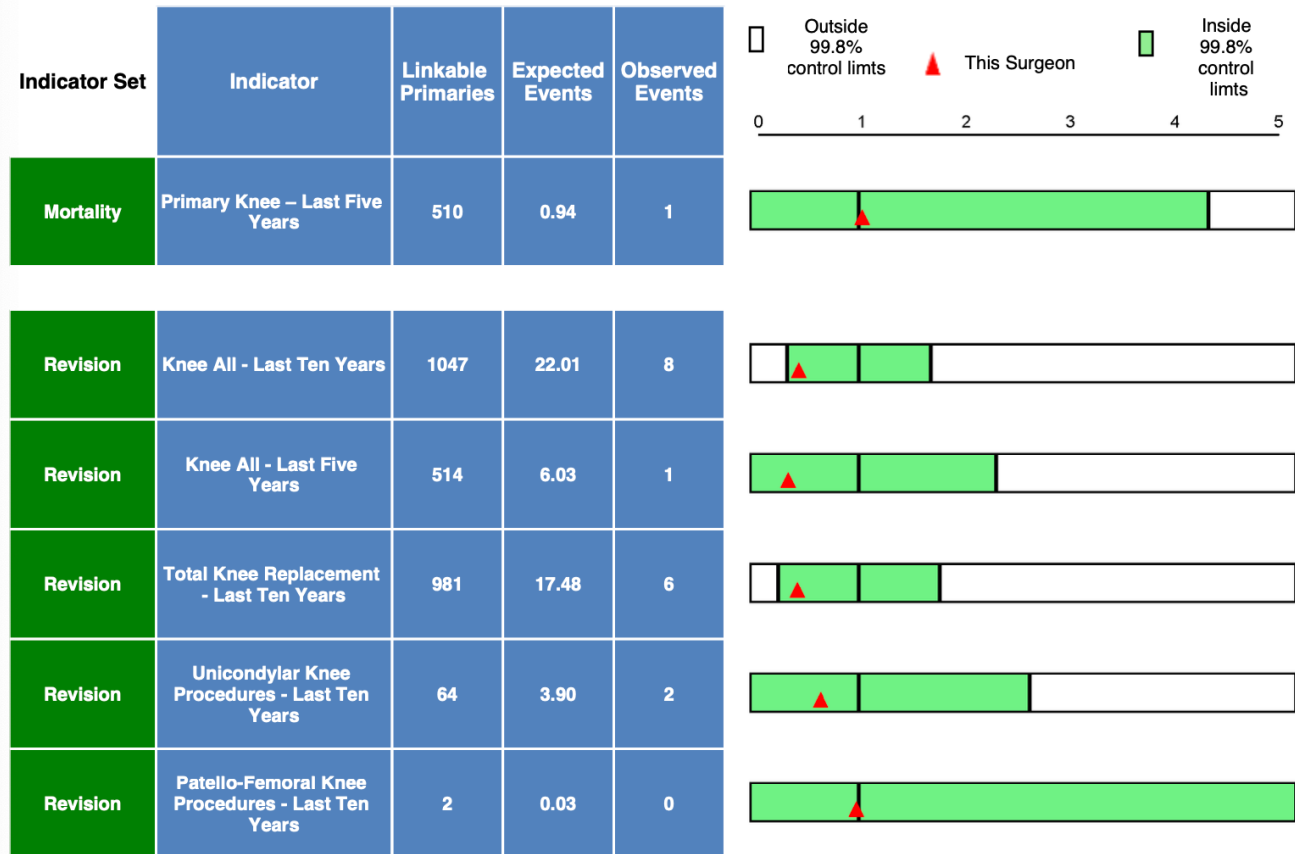 Indicator Set
Indicator
Linkable
Primaries
Expected
Events
Observed
Events
Outside
99.8%
control limts
This Surgeon
Inside
99.8%
control
limts
0 1 2 3 4 5
Mortality
Primary Knee – Last Five
Years
510
0.94
1
Revision
Knee All - Last Ten Years
1047
22.01
8
Revision
Knee All - Last Five
Years
514
6.03
1
Revision
Total Knee Replacement
- Last Ten Years
981
17.48
6
Revision
Unicondylar Knee
Procedures - Last Ten
Years
64
3.90
2
Revision
Patello-Femoral Knee
Procedures - Last Ten
Years
2
0.03
0